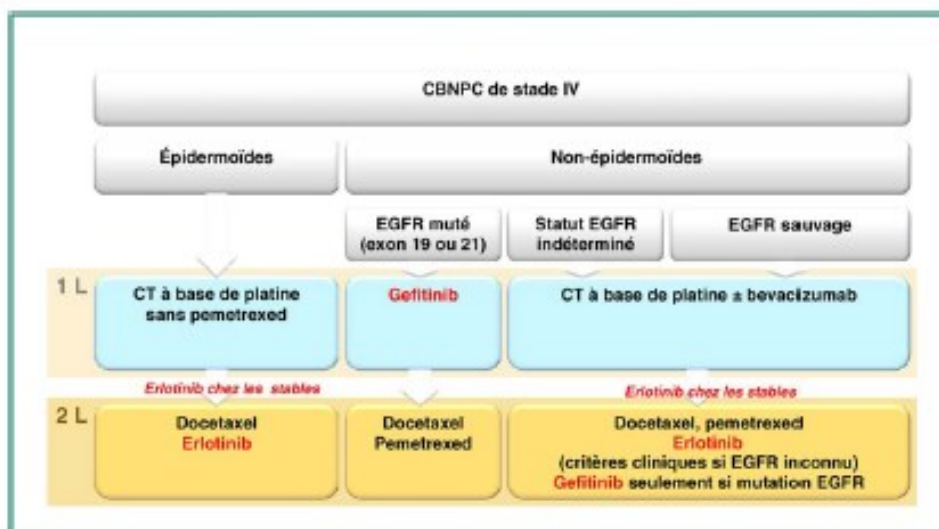 CBNPC de stade IV
Épidermoïdes
Non-épidermoïdes
EGFR muté
(exon 19 ou 21)
Statut EGFR
indéterminé
EGFR sauvage
1 L
CT à base de platine
sans pemetrexed
Gefitinib
CT à base de platine ± bevacizumab
Erlotinib chez les stables
Erlotinib chez les stables
2 L
Docetaxel
Erlotinib
Docetaxel
Pemetrexed
Docetaxel, pemetrexed
Erlotinib
(critères cliniques si EGFR inconnu)
Gefitinib seulement si mutation EGFR